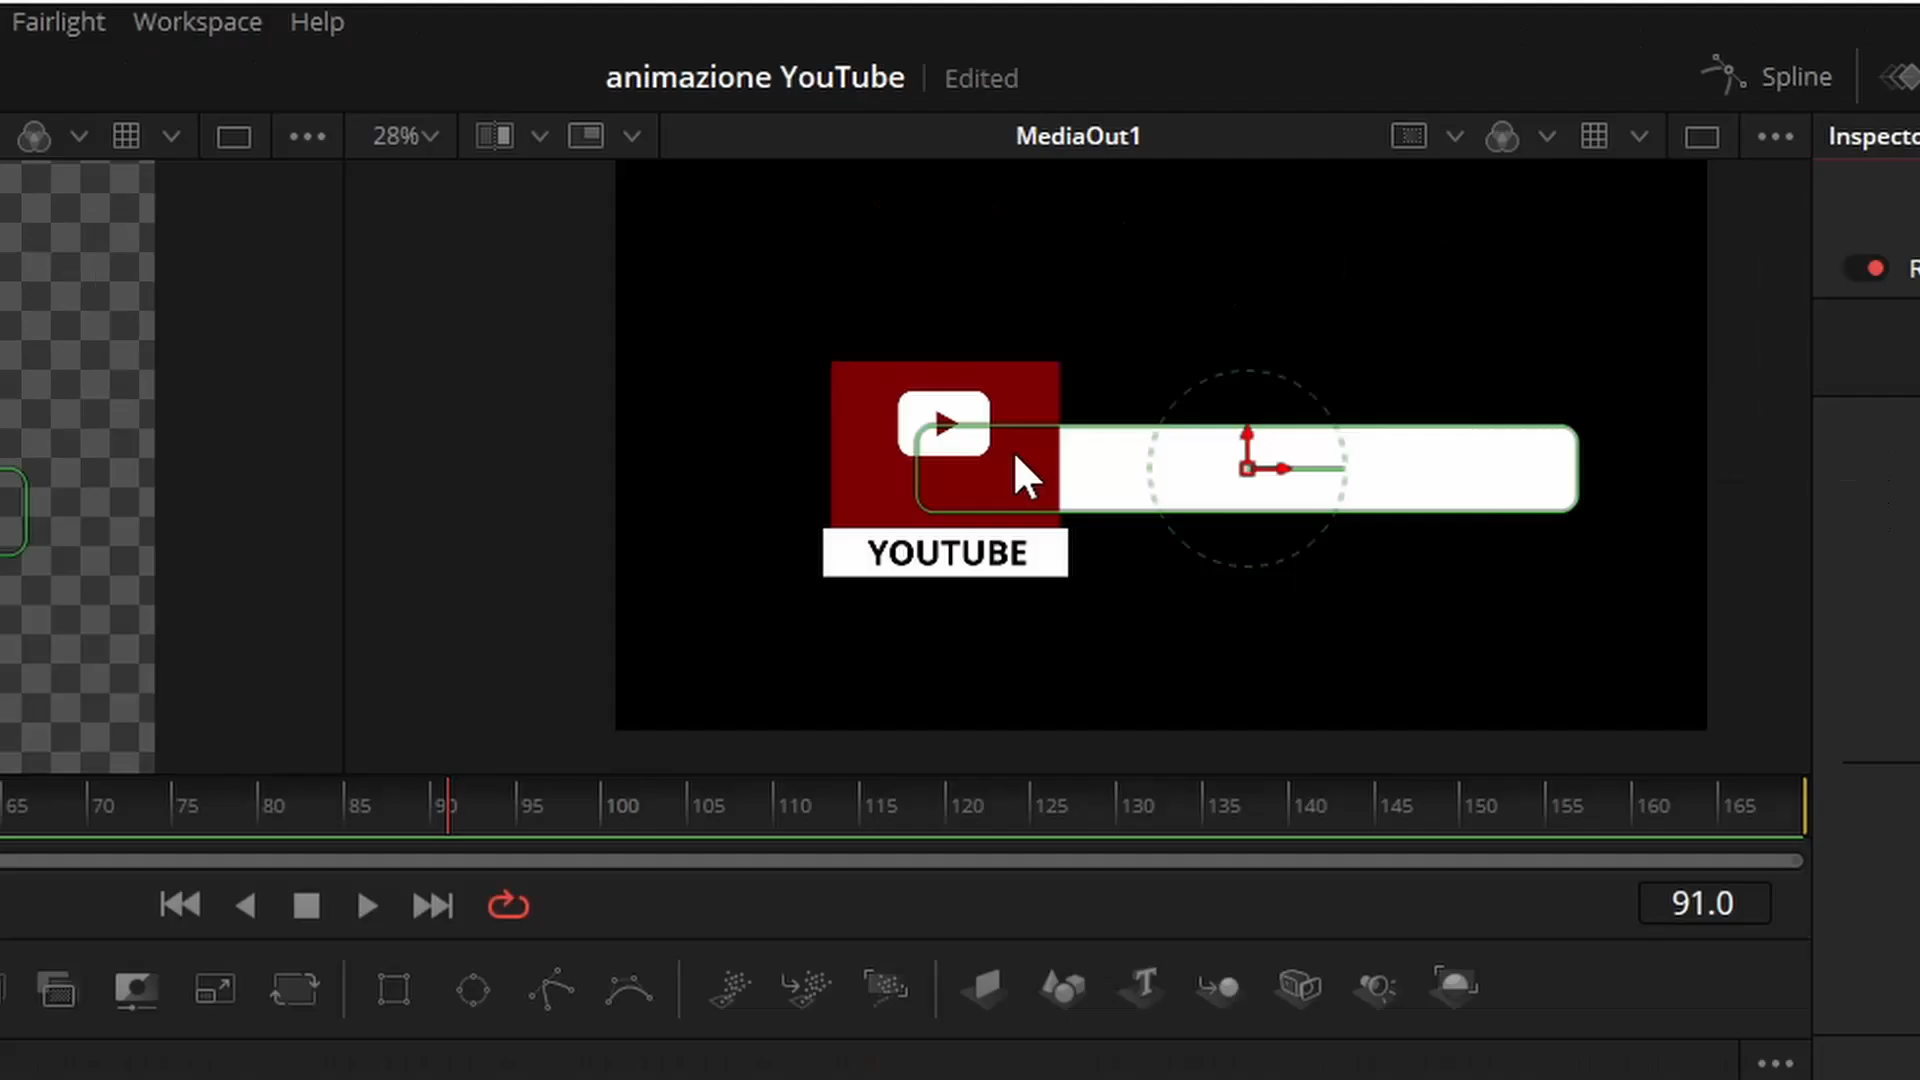 Fairlight Workspace Help
animazione YouTube Edited
Spline
28%
MediaOut1
Inspecto
R
YOUTUBE
65 70 75 80 85 90 95 100 105 110 115 120 125 130 135 140 145 150 155 160 165
91.0